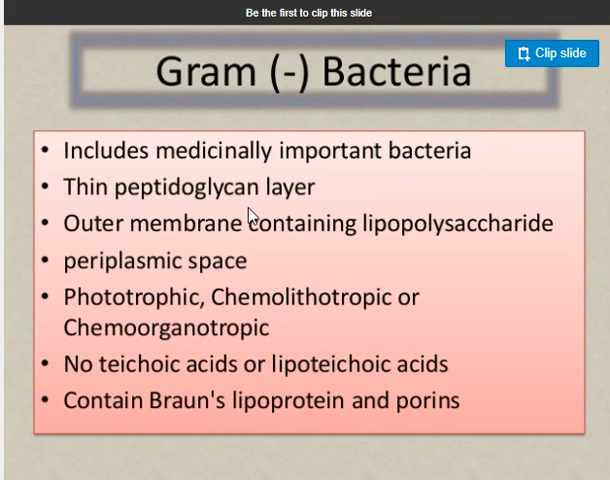 Be the first to clip this slide
Clip slide
Gram (-) Bacteria
• Includes medicinally important bacteria
• Thin peptidoglycan layer
• Outer membrane containing lipopolysaccharide
• periplasmic space
• Phototrophic, Chemolithotropic or
Chemoorganotropic
• No teichoic acids or lipoteichoic acids
• Contain Braun's lipoprotein and porins